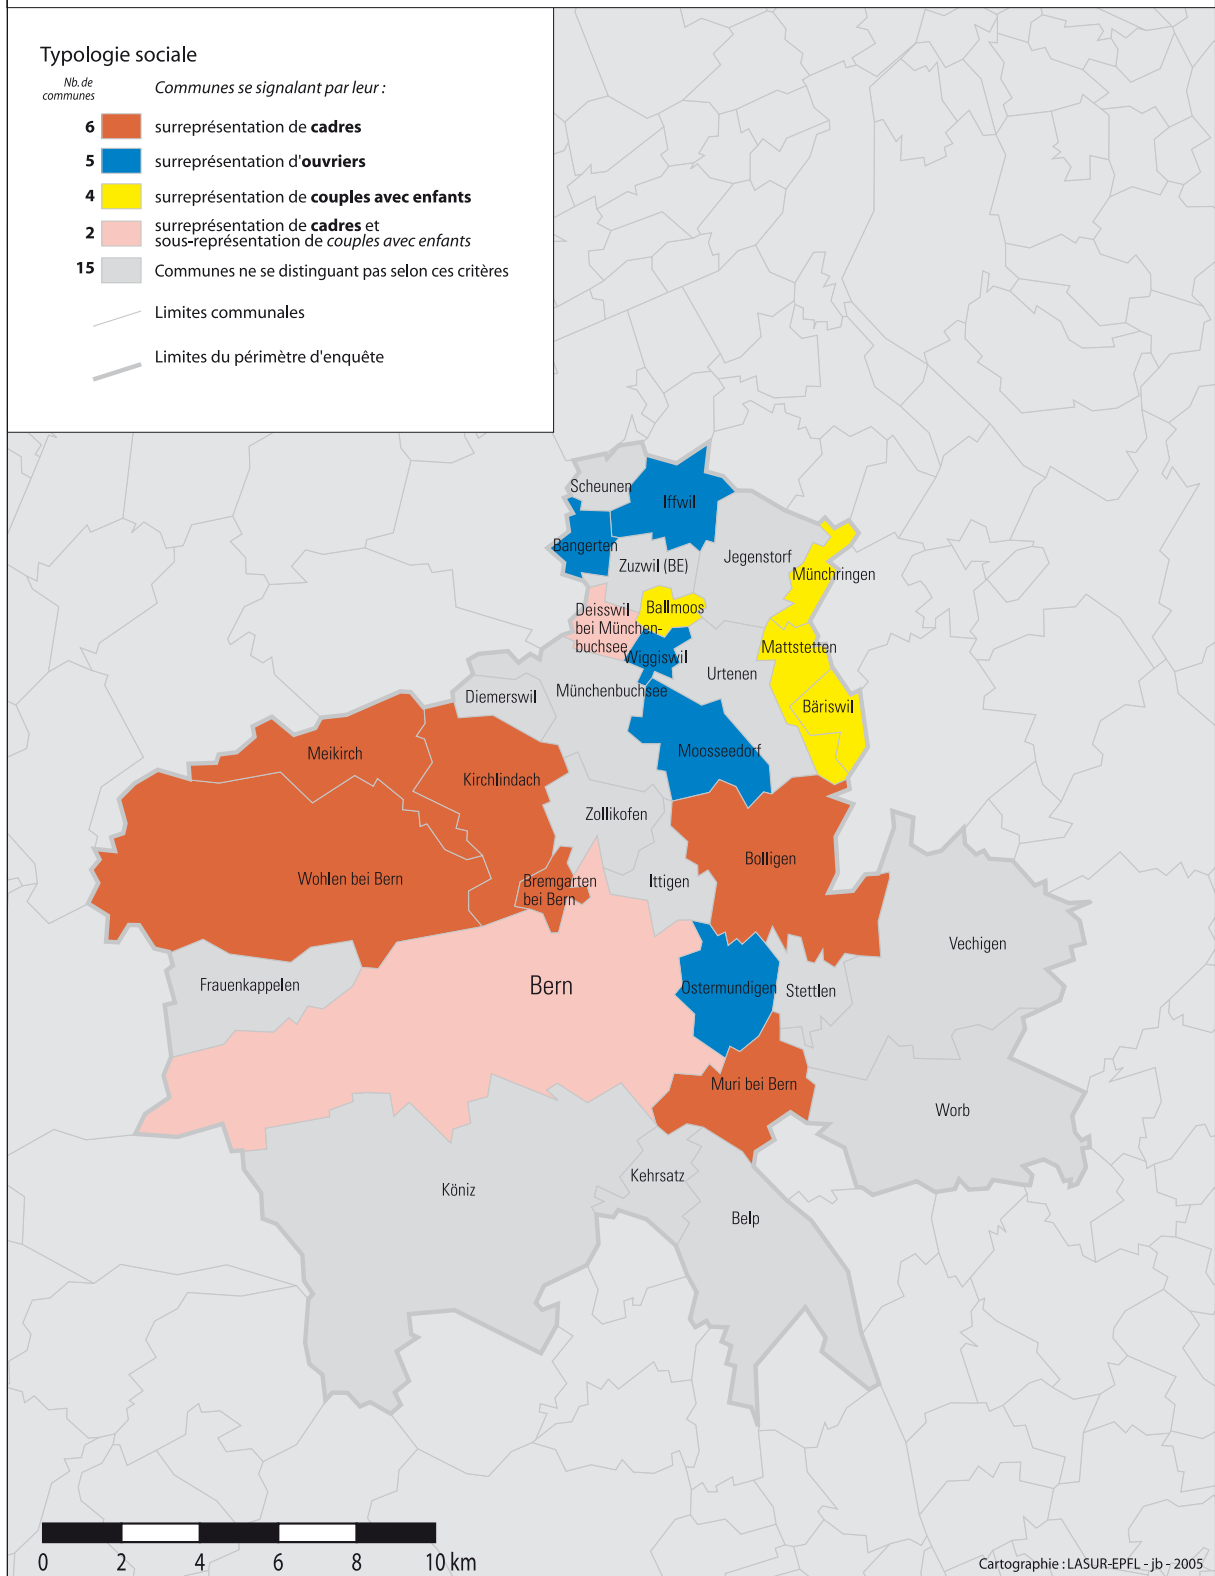 Typologie sociale
Nb. de
communes
Communes se signalant par leur :
6 surreprésentation de cadres
5 surreprésentation d'ouvriers
4 surreprésentation de couples avec enfants
2 surreprésentation de cadres et
sous-représentation de couples avec enfants
15 Communes ne se distinguant pas selon ces critères
Limites communales
Limites du périmètre d'enquête
Scheunen
Iffwil
Bangerten
Zuzwil (BE)
Jegenstorf
Münchringen
Deisswil
bei München-
buchsee
Ballmoos
Mattstetten
Wiggiswil
Urtenen
Münchenbuchsee
Diemerswil
Bäriswil
Meikirch
Moosseedorf
Kirchlindach
Zollikofen
Bolligen
Wohlen bei Bern
Bremgarten
bei Bern
Ittigen
Vechigen
Frauenkappelen
Bern
Ostermundigen
Stettlen
Muri bei Bern
Worb
Kehrsatz
Köniz
Belp
0 2 4 6 8 10 km
Cartographie : LASUR-EPFL - jb - 2005